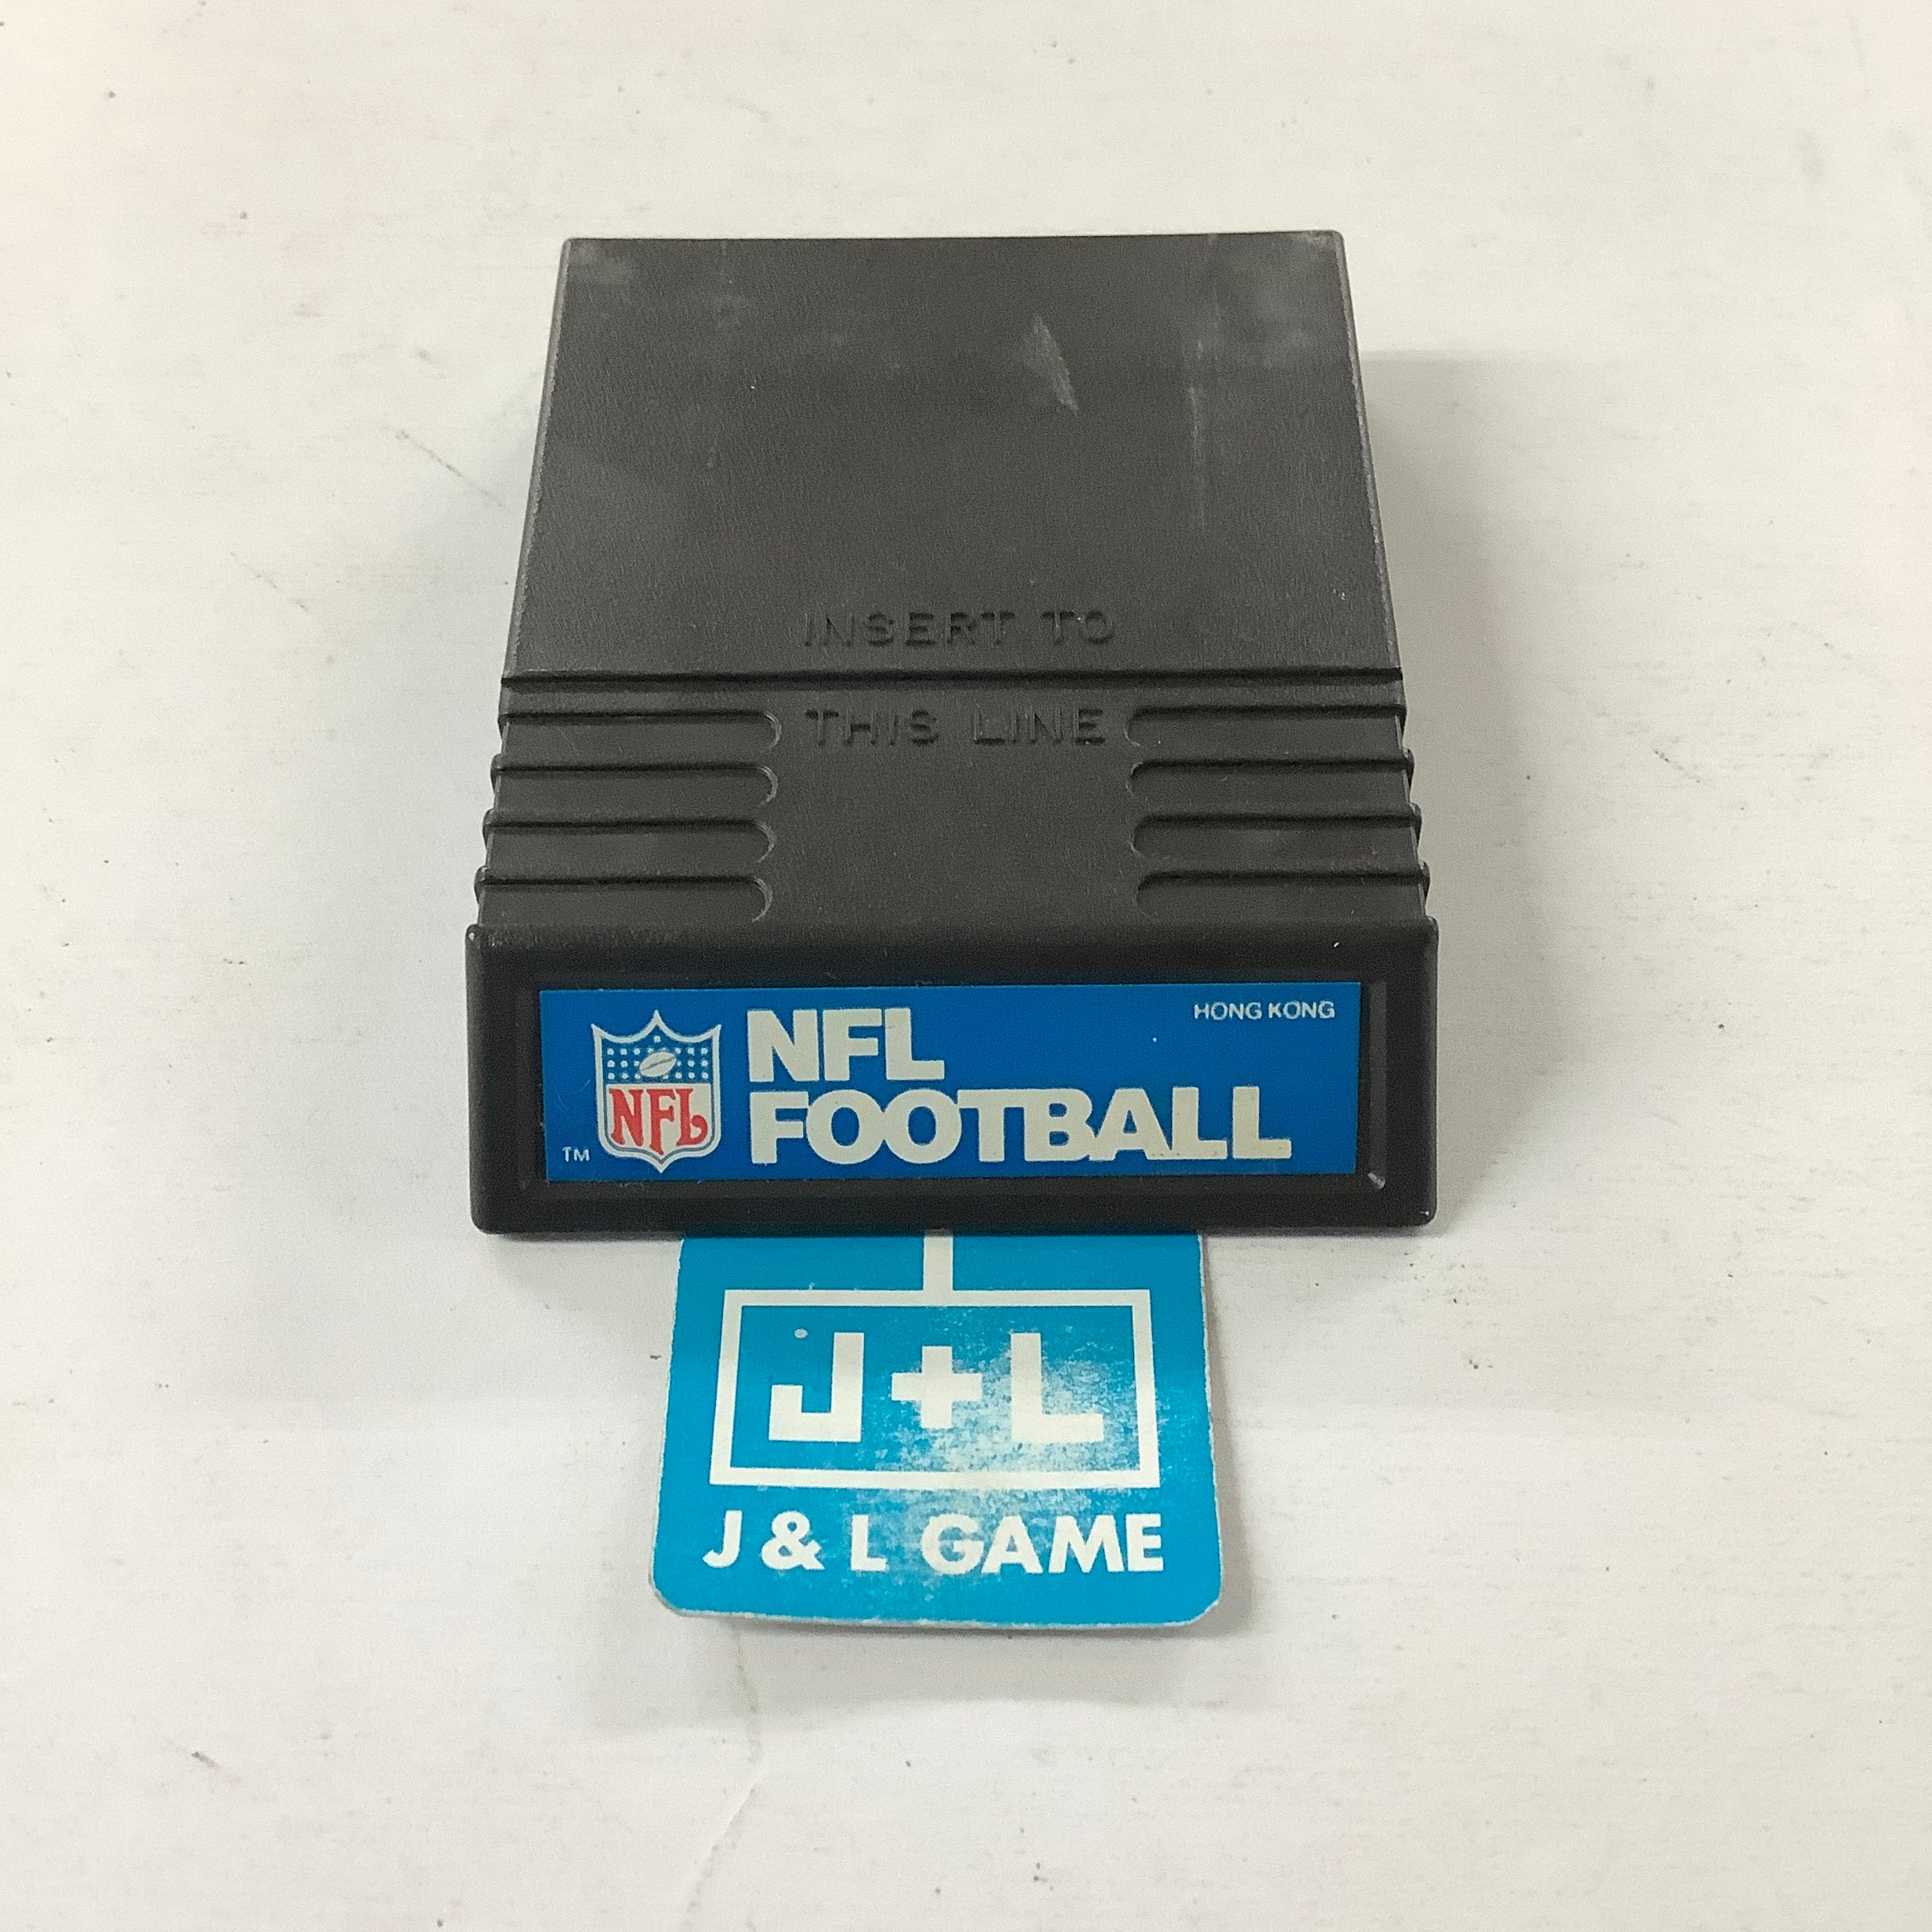 INSERT TO
THIS LINE
HONG KONG
NFL
FOOTBALL
NFL
TM
J+L
J & L GAME